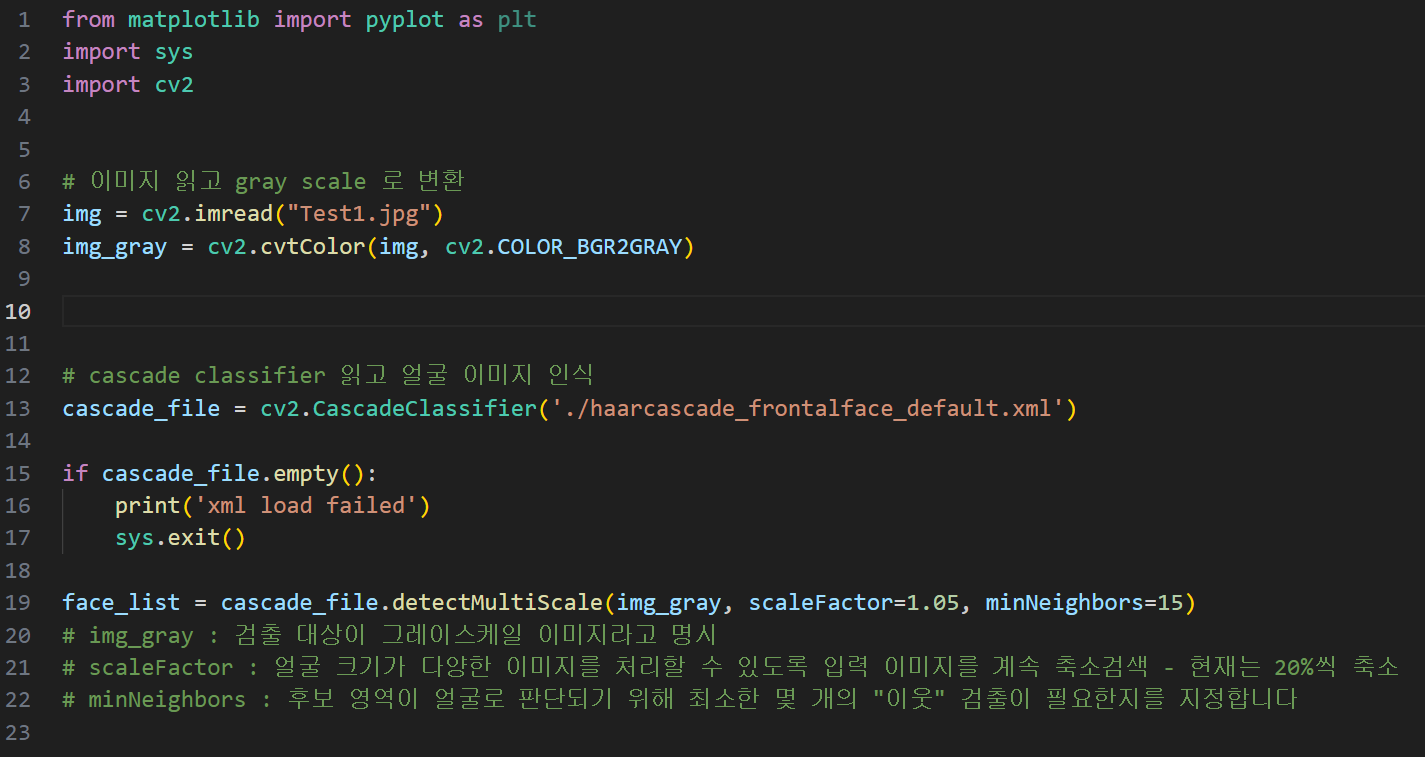 1 from matplotlib import pyplot as plt
2 import sys
3 import cv2
4
5
6 # 이미지 읽고 gray scale 로 변환
7 img = cv2.imread("Test1.jpg")
8 img_gray = cv2.cvtColor(img, cv2.COLOR_BGR2GRAY)
9
10
11
12 # cascade classifier 읽고 얼굴 이미지 인식
13 cascade_file = cv2.CascadeClassifier('./haarcascade_frontalface_default.xml')
14
15 if cascade_file.empty():
16     print('xml load failed')
17     sys.exit()
18
19 face_list = cascade_file.detectMultiScale(img_gray, scaleFactor=1.05, minNeighbors=15)
20 # img_gray : 검출 대상이 그레이스케일 이미지라고 명시
21 # scaleFactor : 얼굴 크기가 다양한 이미지를 처리할 수 있도록 입력 이미지를 계속 축소검색 - 현재는 20%씩 축소
22 # minNeighbors : 후보 영역이 얼굴로 판단되기 위해 최소한 몇 개의 "이웃" 검출이 필요한지를 지정합니다
23